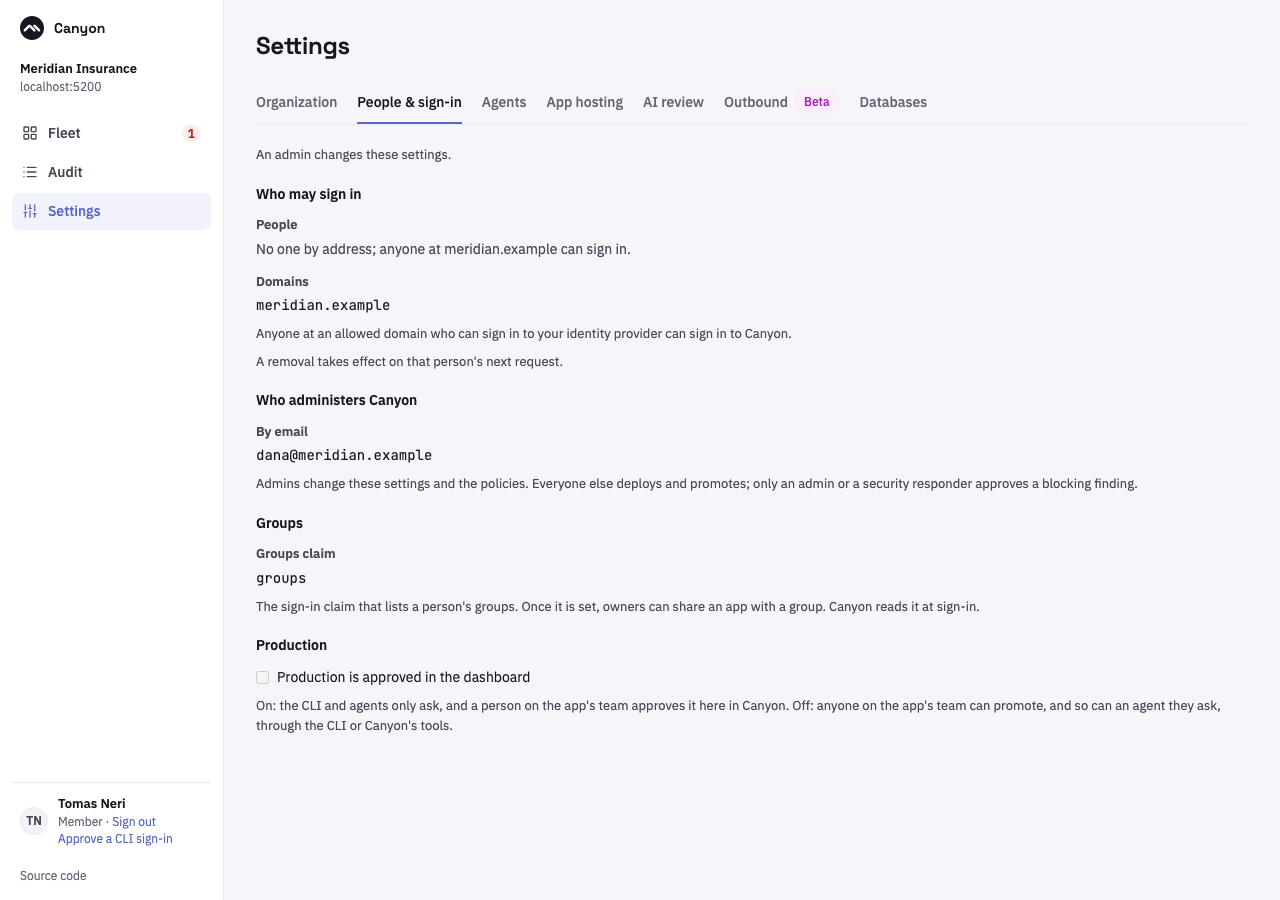 Canyon
Meridian Insurance
localhost:5200
Fleet 1
Audit
Settings
Tomas Neri
TN
Member · Sign out
Approve a CLI sign-in
Source code
Settings
Organization People & sign-in Agents App hosting AI review Outbound Beta Databases
An admin changes these settings.
Who may sign in
People
No one by address; anyone at meridian.example can sign in.
Domains
meridian.example
Anyone at an allowed domain who can sign in to your identity provider can sign in to Canyon.
A removal takes effect on that person's next request.
Who administers Canyon
By email
dana@meridian.example
Admins change these settings and the policies. Everyone else deploys and promotes; only an admin or a security responder approves a blocking finding.
Groups
Groups claim
groups
The sign-in claim that lists a person's groups. Once it is set, owners can share an app with a group. Canyon reads it at sign-in.
Production
Production is approved in the dashboard
On: the CLI and agents only ask, and a person on the app's team approves it here in Canyon. Off: anyone on the app's team can promote, and so can an agent they ask,
through the CLI or Canyon's tools.